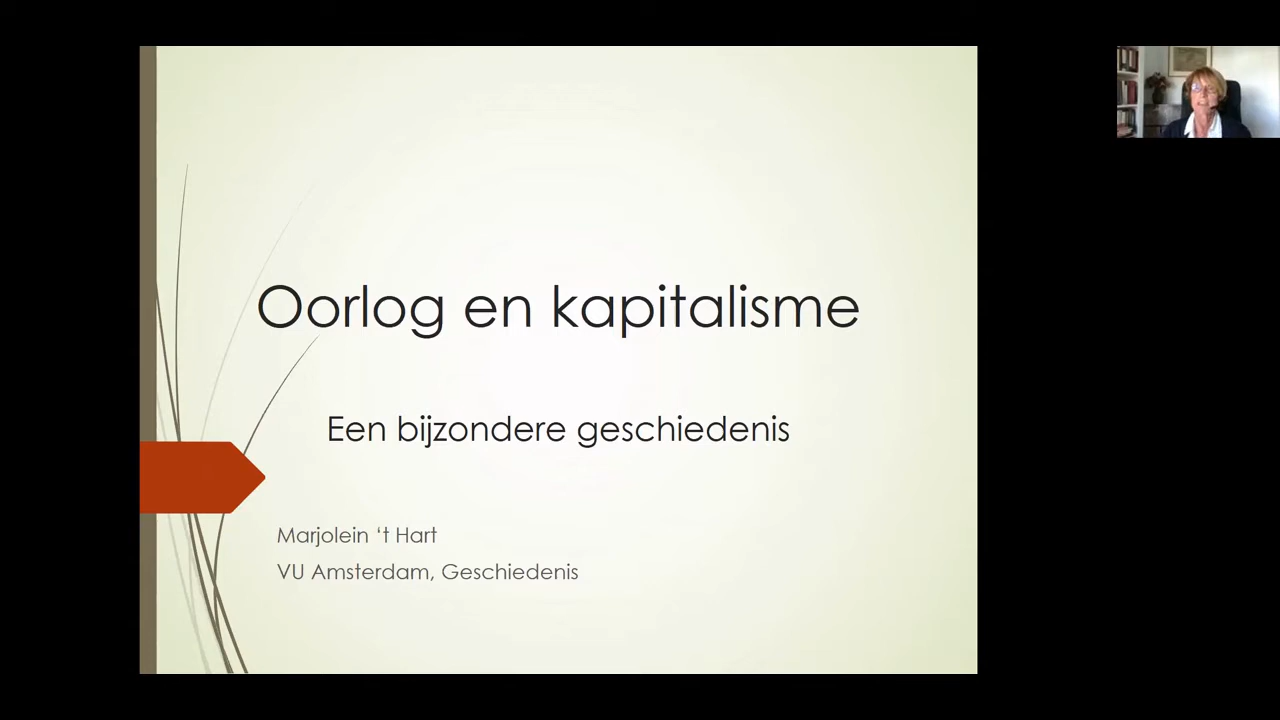 Oorlog en kapitalisme
Een bijzondere geschiedenis
Marjolein ‘t Hart
VU Amsterdam, Geschiedenis